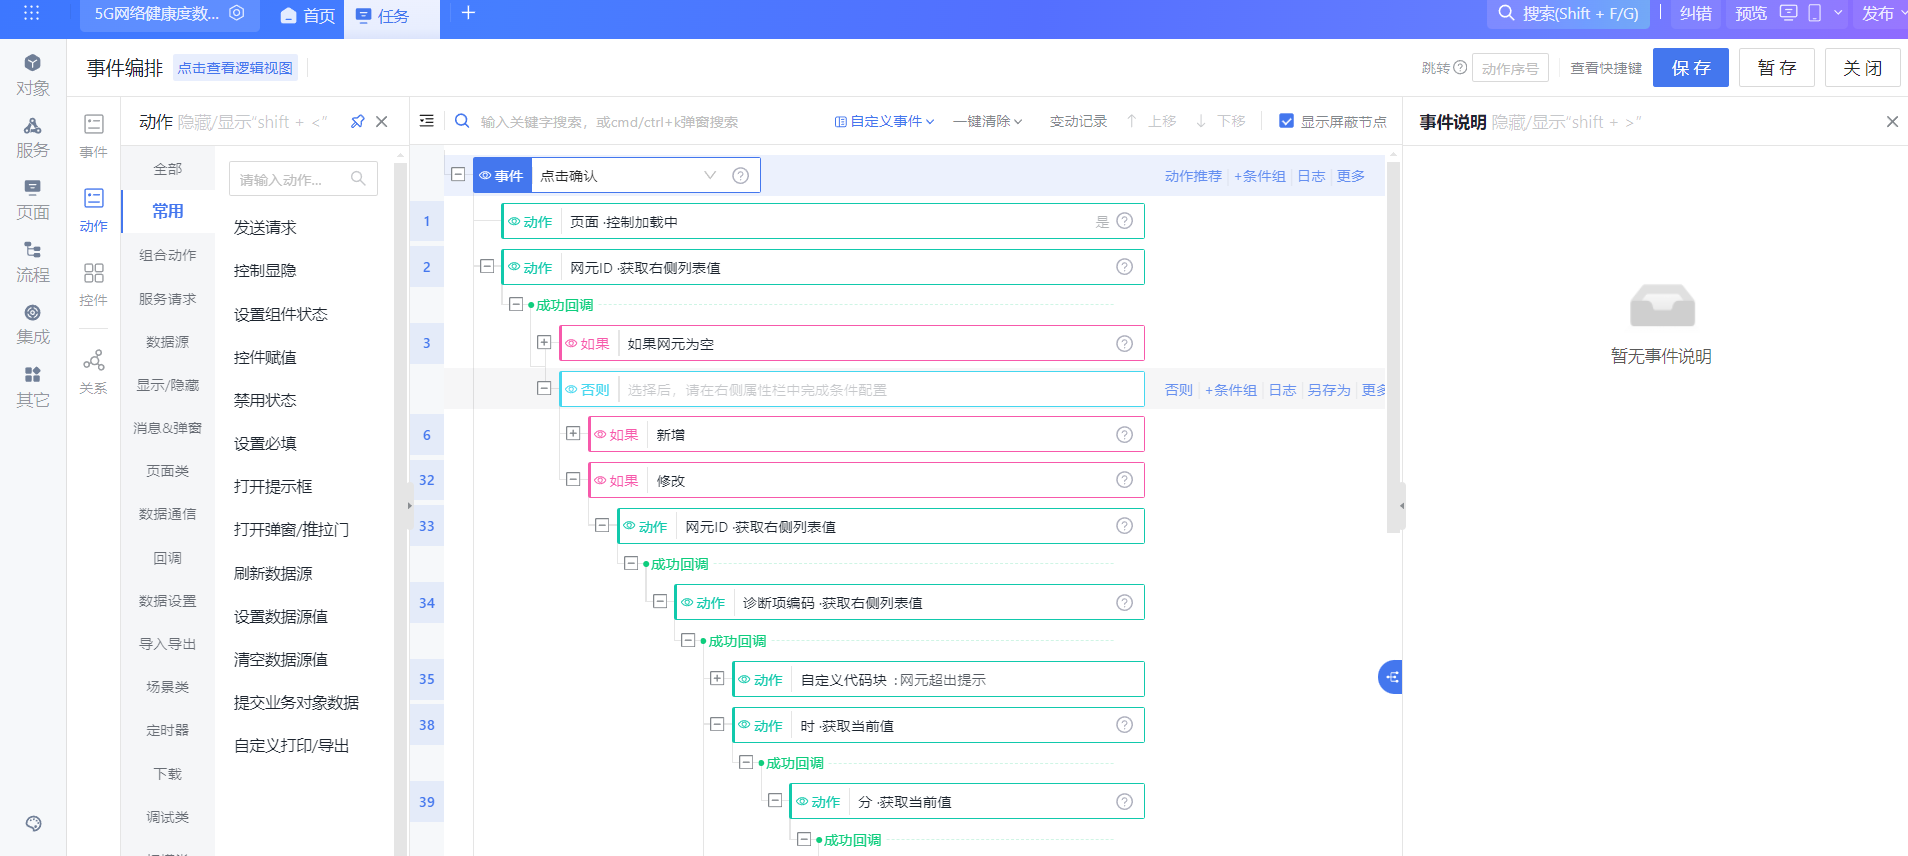 5G网络健康度数...
首页
任务
搜索(Shift + F/G)
纠错
预览
发布
对象
服务
页面
流程
集成
其它
事件编排
点击查看逻辑视图
跳转
动作序号
查看快捷键
保 存
暂 存
关 闭
事件
动作
控件
关系
动作 隐藏/显示“shift + <”
全部
常用
组合动作
服务请求
数据源
显示/隐藏
禁用状态
消息&弹窗
页面类
数据通信
回调
数据设置
导入导出
场景类
定时器
下载
调试类
请输入动作...
发送请求
控制显隐
设置组件状态
控件赋值
禁用状态
设置必填
打开提示框
打开弹窗/推拉门
刷新数据源
设置数据源值
清空数据源值
提交业务对象数据
自定义打印/导出
输入关键字搜索，或cmd/ctrl+k弹窗搜索
自定义事件
一键清除
变动记录
上移
下移
显示屏蔽节点
事件 点击确认
动作推荐 +条件组 日志 更多
1 动作 页面 ·控制加载中 是
2 动作 网元ID ·获取右侧列表值
成功回调
3 如果 如果网元为空
否则 选择后，请在右侧属性栏中完成条件配置
否则 +条件组 日志 另存为 更多
6 如果 新增
32 如果 修改
33 动作 网元ID ·获取右侧列表值
成功回调
34 动作 诊断项编码 ·获取右侧列表值
成功回调
35 动作 自定义代码块 : 网元超出提示
38 动作 时 ·获取当前值
成功回调
39 动作 分 ·获取当前值
成功回调
事件说明 隐藏/显示“shift + >”
暂无事件说明